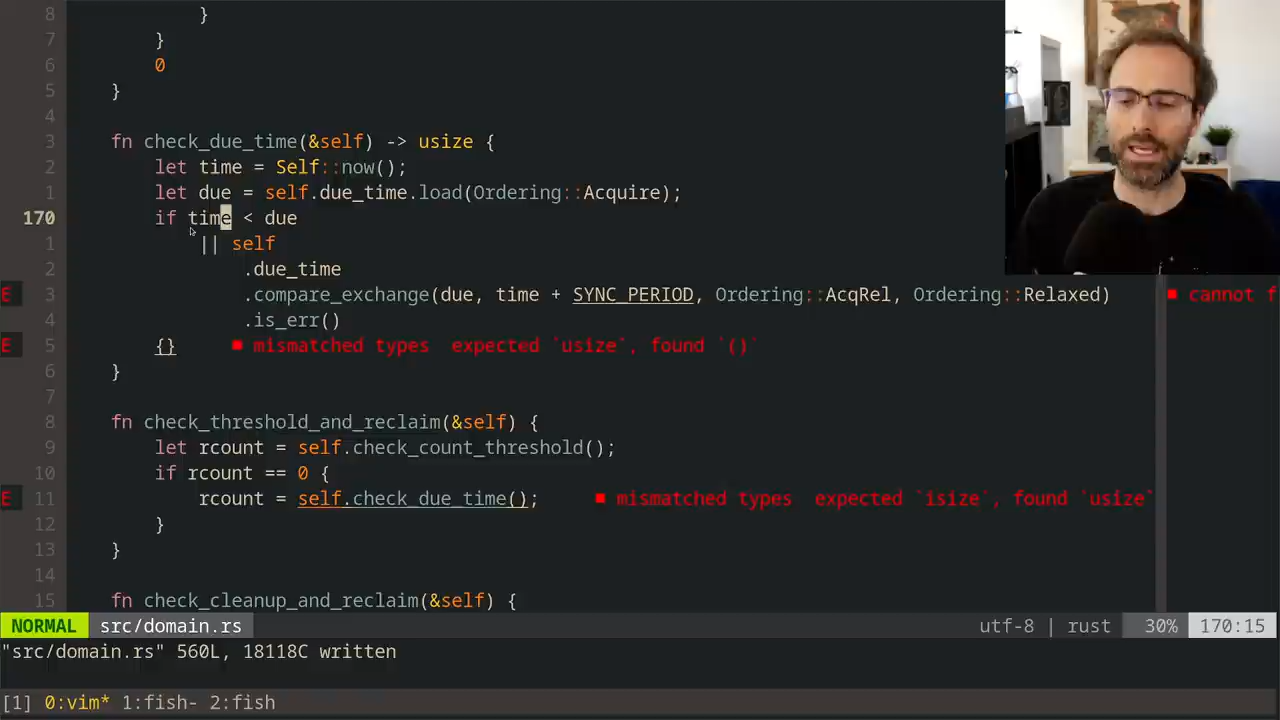 8 }
7 }
6 0
5 }
4
3 fn check_due_time(&self) -> usize {
2 let time = Self::now();
1 let due = self.due_time.load(Ordering::Acquire);
170 if time < due
1 || self
2 .due_time
E 3 .compare_exchange(due, time + SYNC_PERIOD, Ordering::AcqRel, Ordering::Relaxed) ■ cannot f
4 .is_err()
E 5 {} ■ mismatched types expected `usize`, found `()`
6 }
7
8 fn check_threshold_and_reclaim(&self) {
9 let rcount = self.check_count_threshold();
10 if rcount == 0 {
E 11 rcount = self.check_due_time(); ■ mismatched types expected `isize`, found `usize`
12 }
13 }
14
15 fn check_cleanup_and_reclaim(&self) {
NORMAL src/domain.rs utf-8 | rust 30% 170:15
"src/domain.rs" 560L, 18118C written
[1] 0:vim* 1:fish- 2:fish